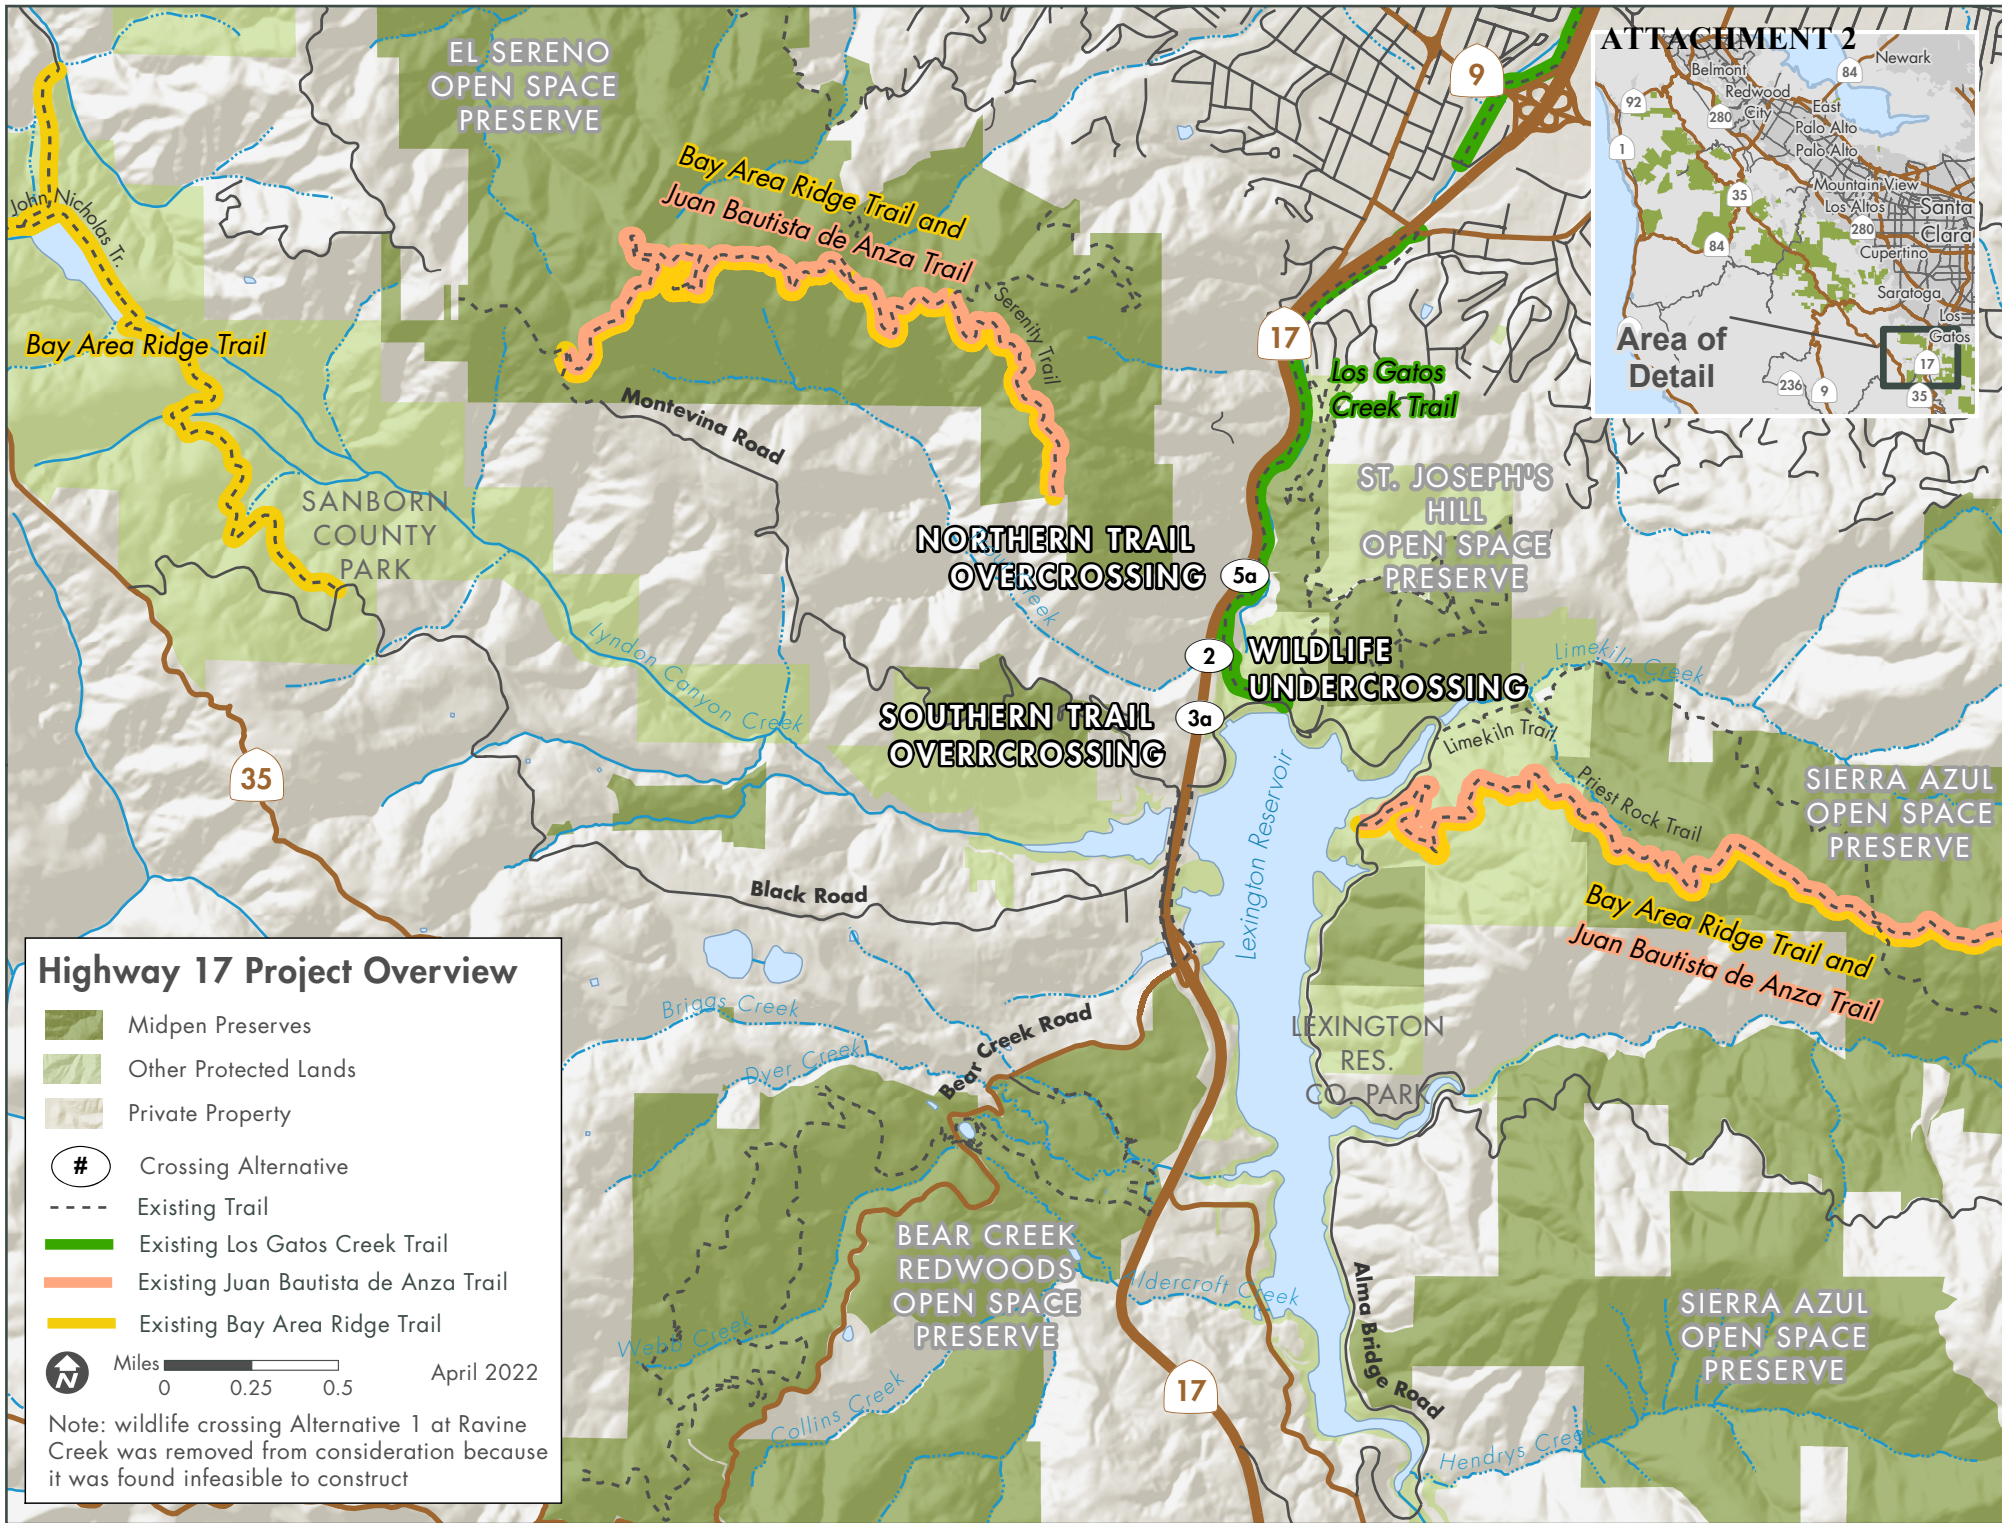 ATTACHMENT 2
EL SERENO
OPEN SPACE
PRESERVE
9
Bay Area Ridge Trail and
Juan Bautista de Anza Trail
Serenity Trail
John Nicholas Tr.
Bay Area Ridge Trail
Montevina Road
17
Los Gatos
Creek Trail
SANBORN
COUNTY
PARK
ST. JOSEPH'S
HILL
OPEN SPACE
PRESERVE
NORTHERN TRAIL
OVERCROSSING
5a
Creek
Lyndon Canyon Creek
2
WILDLIFE
UNDERCROSSING
SOUTHERN TRAIL
OVERRCROSSING
3a
Limekiln Creek
Limekiln Trail
Priest Rock Trail
SIERRA AZUL
OPEN SPACE
PRESERVE
35
Lexington Reservoir
Black Road
Bay Area Ridge Trail and
Juan Bautista de Anza Trail
Briggs Creek
Dyer Creek
Bear Creek Road
LEXINGTON
RES.
CO. PARK
BEAR CREEK
REDWOODS
OPEN SPACE
PRESERVE
Aldercroft Creek
Webb Creek
Collins Creek
17
Alma Bridge Road
Hendrys Creek
SIERRA AZUL
OPEN SPACE
PRESERVE
Belmont
84
Newark
92
Redwood
City
280
East
Palo Alto
Palo Alto
1
Mountain View
35
Los Altos
Santa
Clara
280
84
Cupertino
Saratoga
Los
Gatos
Area of
Detail
17
236
9
35
Highway 17 Project Overview
Midpen Preserves
Other Protected Lands
Private Property
# Crossing Alternative
Existing Trail
Existing Los Gatos Creek Trail
Existing Juan Bautista de Anza Trail
Existing Bay Area Ridge Trail
N
Miles
0 0.25 0.5
April 2022
Note: wildlife crossing Alternative 1 at Ravine
Creek was removed from consideration because
it was found infeasible to construct